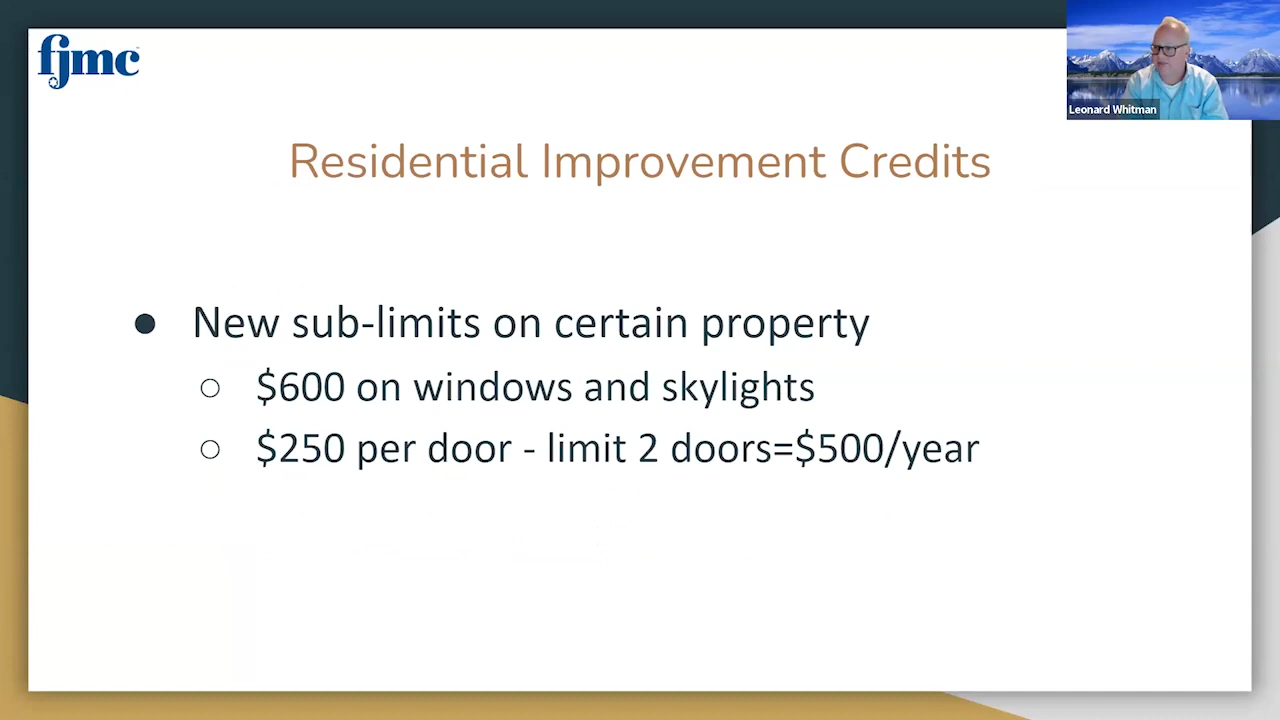 fjmc
Leonard Whitman
Residential Improvement Credits
● New sub-limits on certain property
○ $600 on windows and skylights
○ $250 per door - limit 2 doors=$500/year